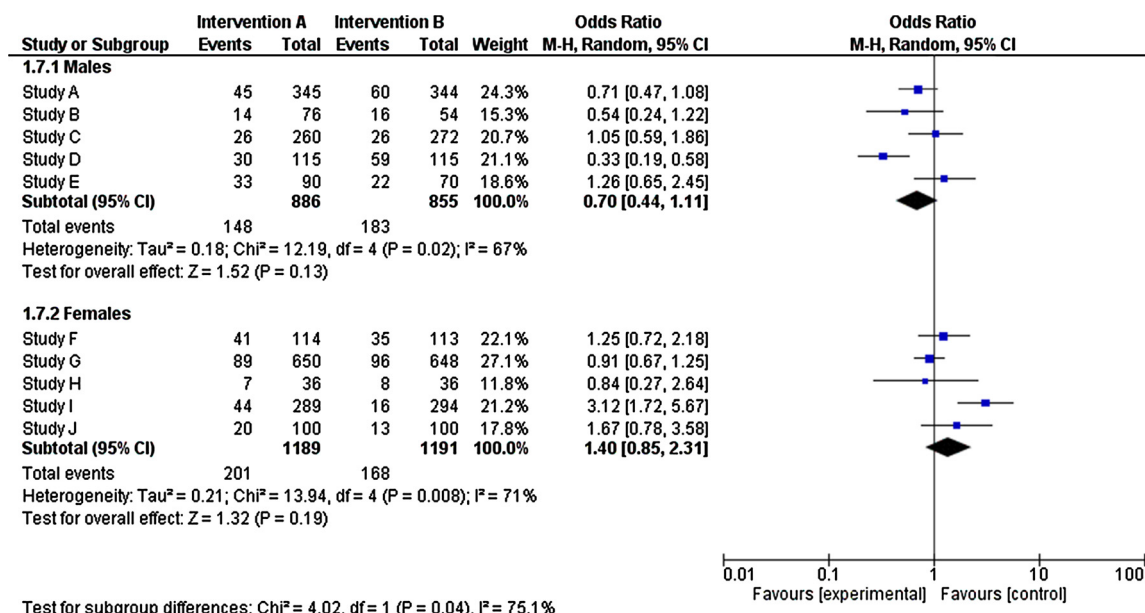 Intervention A Intervention B Odds Ratio Odds Ratio
Study or Subgroup Events Total Events Total Weight M-H, Random, 95% CI M-H, Random, 95% CI
1.7.1 Males
Study A 45 345 60 344 24.3% 0.71 [0.47, 1.08]
Study B 14 76 16 54 15.3% 0.54 [0.24, 1.22]
Study C 26 260 26 272 20.7% 1.05 [0.59, 1.86]
Study D 30 115 59 115 21.1% 0.33 [0.19, 0.58]
Study E 33 90 22 70 18.6% 1.26 [0.65, 2.45]
Subtotal (95% CI) 886 855 100.0% 0.70 [0.44, 1.11]
Total events 148 183
Heterogeneity: Tau² = 0.18; Chi² = 12.19, df = 4 (P = 0.02); I² = 67%
Test for overall effect: Z = 1.52 (P = 0.13)
1.7.2 Females
Study F 41 114 35 113 22.1% 1.25 [0.72, 2.18]
Study G 89 650 96 648 27.1% 0.91 [0.67, 1.25]
Study H 7 36 8 36 11.8% 0.84 [0.27, 2.64]
Study I 44 289 16 294 21.2% 3.12 [1.72, 5.67]
Study J 20 100 13 100 17.8% 1.67 [0.78, 3.58]
Subtotal (95% CI) 1189 1191 100.0% 1.40 [0.85, 2.31]
Total events 201 168
Heterogeneity: Tau² = 0.21; Chi² = 13.94, df = 4 (P = 0.008); I² = 71%
Test for overall effect: Z = 1.32 (P = 0.19)
0.01 0.1 1 10 100
Favours [experimental] Favours [control]
Test for subgroup differences: Chi² = 4.02, df = 1 (P = 0.04), I² = 75.1%